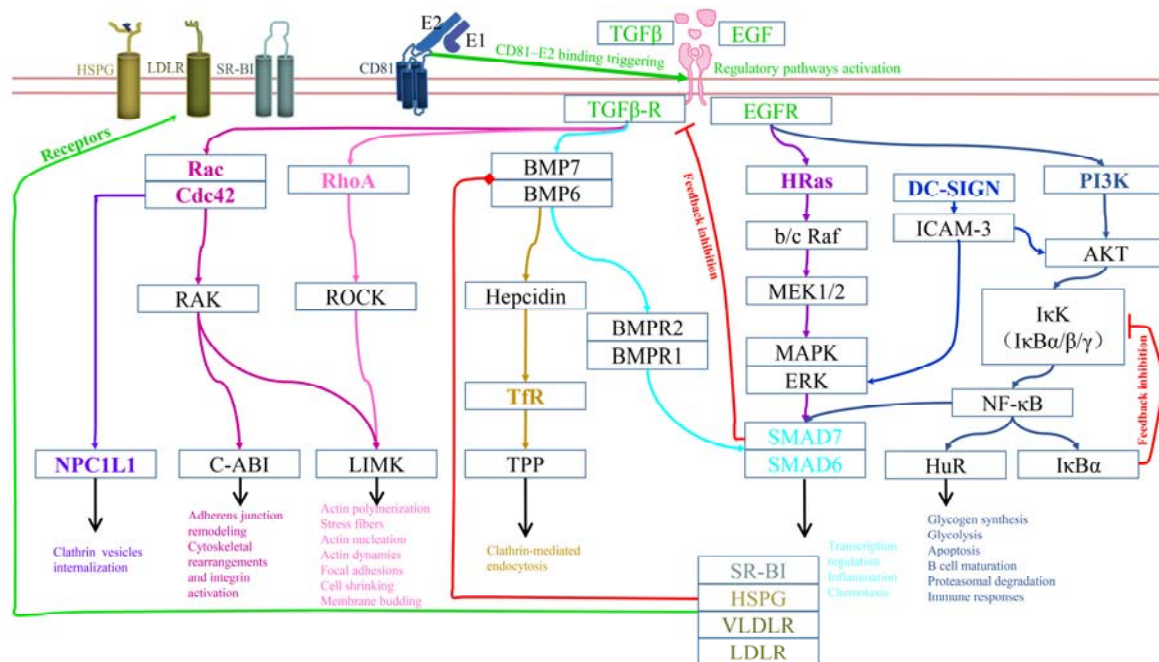 E2
E1
TGFβ
EGF
HSPG
LDLR
SR-BI
CD81
CD81–E2 binding triggering
Regulatory pathways activation
TGFβ-R
EGFR
Receptors
Rac
Cdc42
RhoA
BMP7
BMP6
Feedback inhibition
HRas
DC-SIGN
PI3K
b/c Raf
ICAM-3
AKT
RAK
ROCK
Hepcidin
MEK1/2
BMPR2
BMPR1
IκK
(IκBα/β/γ)
MAPK
ERK
Feedback inhibition
TfR
NF-κB
SMAD7
SMAD6
NPC1L1
C-ABI
LIMK
TPP
HuR
IκBα
Clathrin vesicles
internalization
Adherens junction
remodeling
Cytoskeletal
rearrangements
and integrin
activation
Actin polymerization
Stress fibers
Actin nucleation
Actin dynamies
Focal adhesions
Cell shrinking
Membrane budding
Clathrin-mediated
endocytosis
Transcription
regulation
Inflammation
Chemotaxis
Glycogen synthesis
Glycolysis
Apoptosis
B cell maturation
Proteasomal degradation
Immune responses
SR-BI
HSPG
VLDLR
LDLR